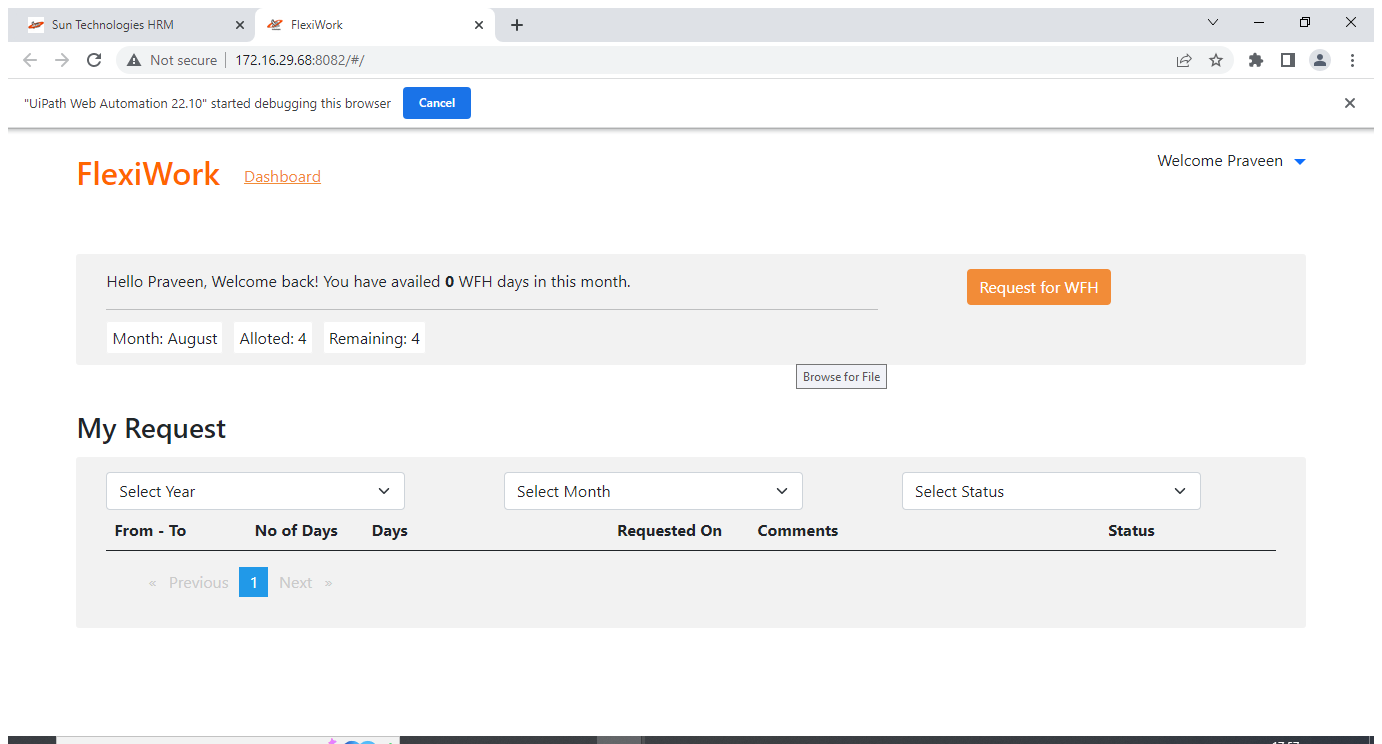 Sun Technologies HRM
FlexiWork
Not secure
172.16.29.68:8082/#/
"UiPath Web Automation 22.10" started debugging this browser
Cancel
FlexiWork
Dashboard
Welcome Praveen
Hello Praveen, Welcome back! You have availed 0 WFH days in this month.
Request for WFH
Month: August
Alloted: 4
Remaining: 4
Browse for File
My Request
Select Year
Select Month
Select Status
From - To
No of Days
Days
Requested On
Comments
Status
« Previous 1 Next »